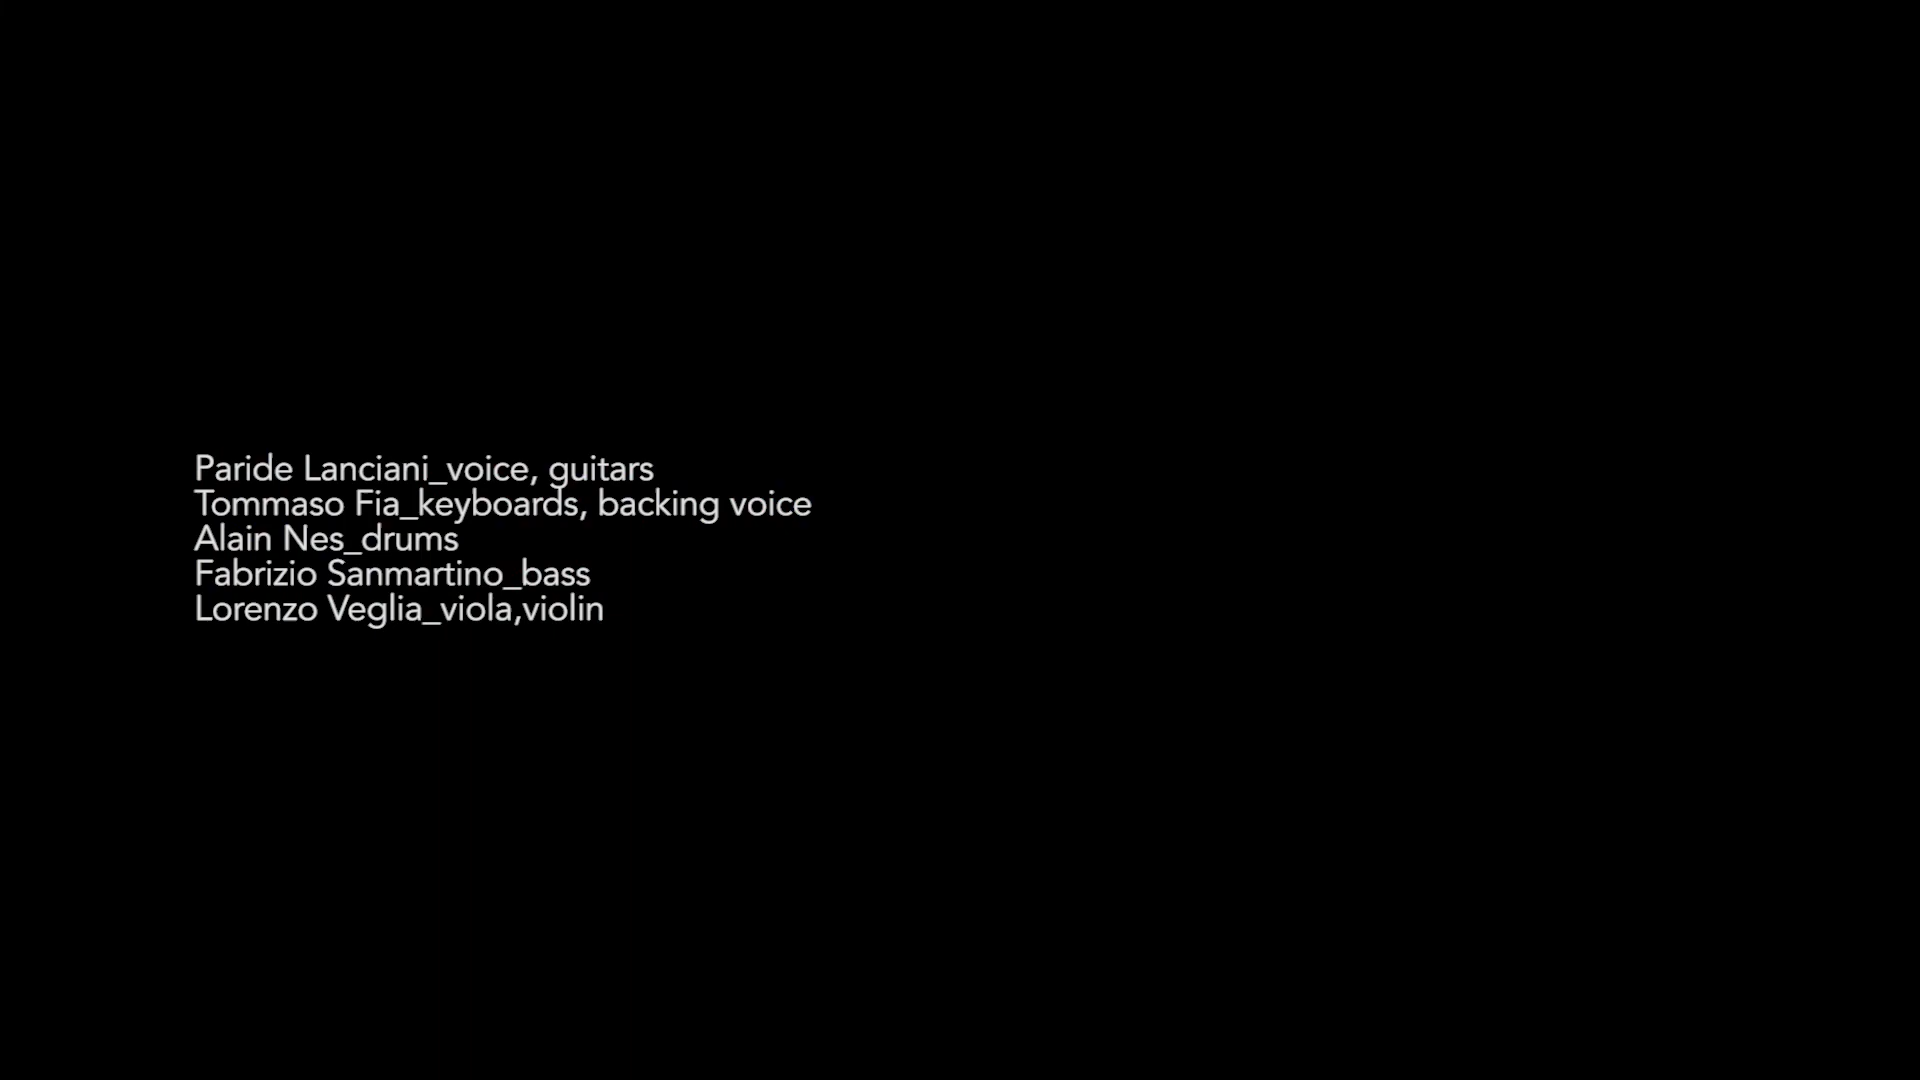 Paride Lanciani_voice, guitars
Tommaso Fia_keyboards, backing voice
Alain Nes_drums
Fabrizio Sanmartino_bass
Lorenzo Veglia_viola,violin